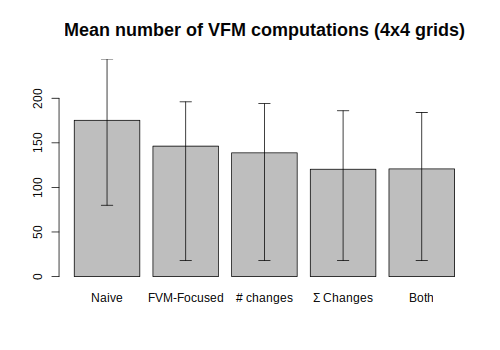 Mean number of VFM computations (4x4 grids)
200
150
100
50
0
Naive FVM-Focused # changes Σ Changes Both